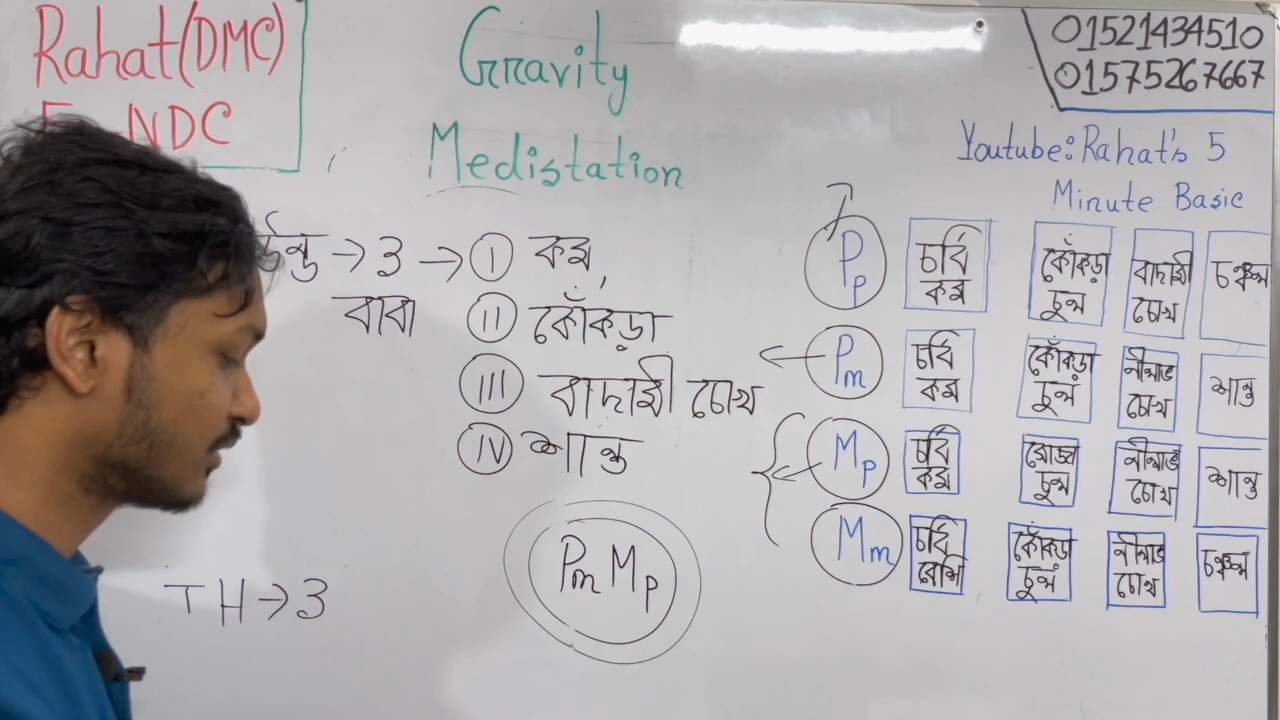 Rahat(DMC)
NDC
Gravity
Medistation
01521434510
01575267667
Youtube: Rahat's 5
Minute Basic
→ 3 → I কম,
বাবা
II কোঁকড়া
III বাদামী চোখ
IV শান্ত
Pm Mp
TH → 3
Pp চর্বি কম কোঁকড়া চুল বাদামী চোখ চঞ্চল
Pm চর্বি কম কোঁকড়া চুল নীলাভ চোখ শান্ত
Mp চর্বি কম সোজা চুল নীলাভ চোখ শান্ত
Mm চর্বি বেশি কোঁকড়া চুল নীলাভ চোখ চঞ্চল